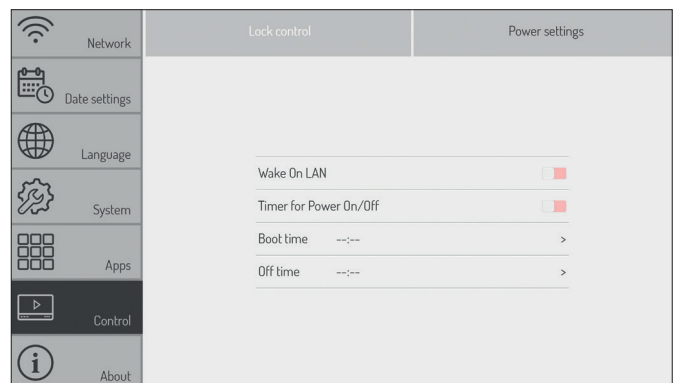 Network
Date settings
Language
System
Apps
Control
About
Lock control
Power settings
Wake On LAN
Timer for Power On/Off
Boot time --:-- >
Off time --:-- >